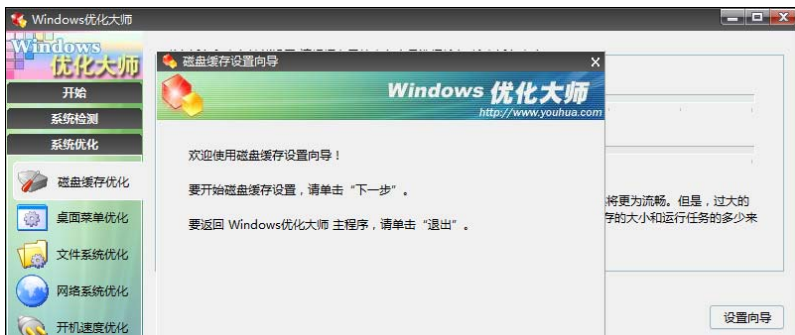 Windows优化大师
Windows
优化大师
开始
系统检测
系统优化
磁盘缓存优化
桌面菜单优化
文件系统优化
网络系统优化
开机速度优化
磁盘缓存设置向导
Windows 优化大师
http://www.youhua.com
欢迎使用磁盘缓存设置向导！
要开始磁盘缓存设置，请单击“下一步”。
要返回 Windows优化大师 主程序，请单击“退出”。
将更为流畅。但是，过大的
存的大小和运行任务的多少来
设置向导